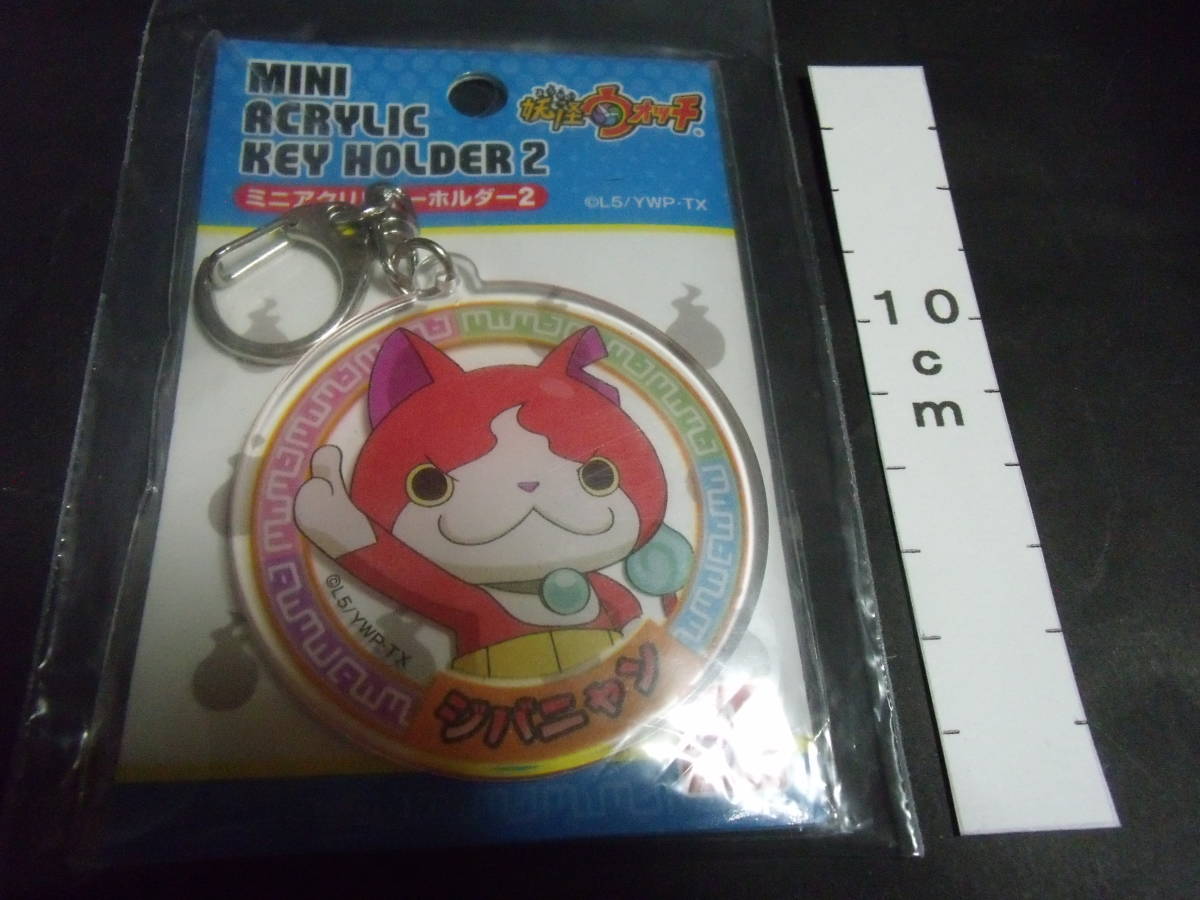 MINI
ACRYLIC
KEY HOLDER 2
妖怪ウォッチ
ミニアクリ ーホルダー2
©L5/YWP・TX
©L5/YWP・TX
ジバニャン
10
cm